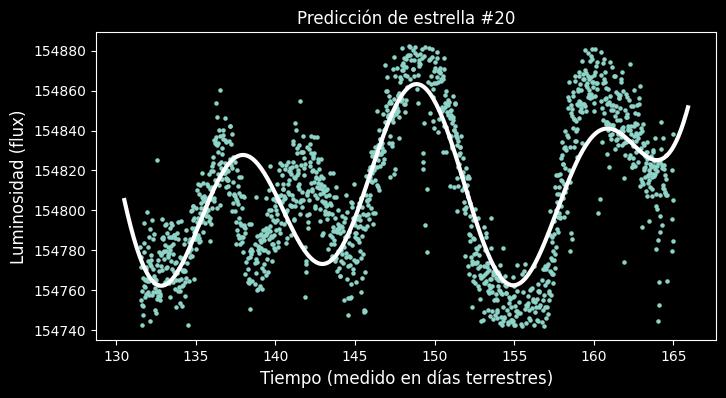 Predicción de estrella #20
154880
154860
154840
154820
154800
154780
154760
154740
Luminosidad (flux)
130 135 140 145 150 155 160 165
Tiempo (medido en días terrestres)